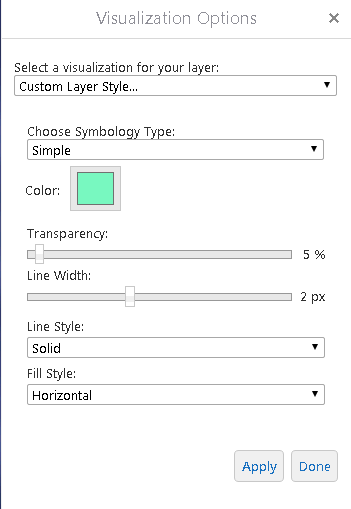 Visualization Options ×
Select a visualization for your layer:
Custom Layer Style...
Choose Symbology Type:
Simple
Color:
Transparency:
5 %
Line Width:
2 px
Line Style:
Solid
Fill Style:
Horizontal
Apply Done